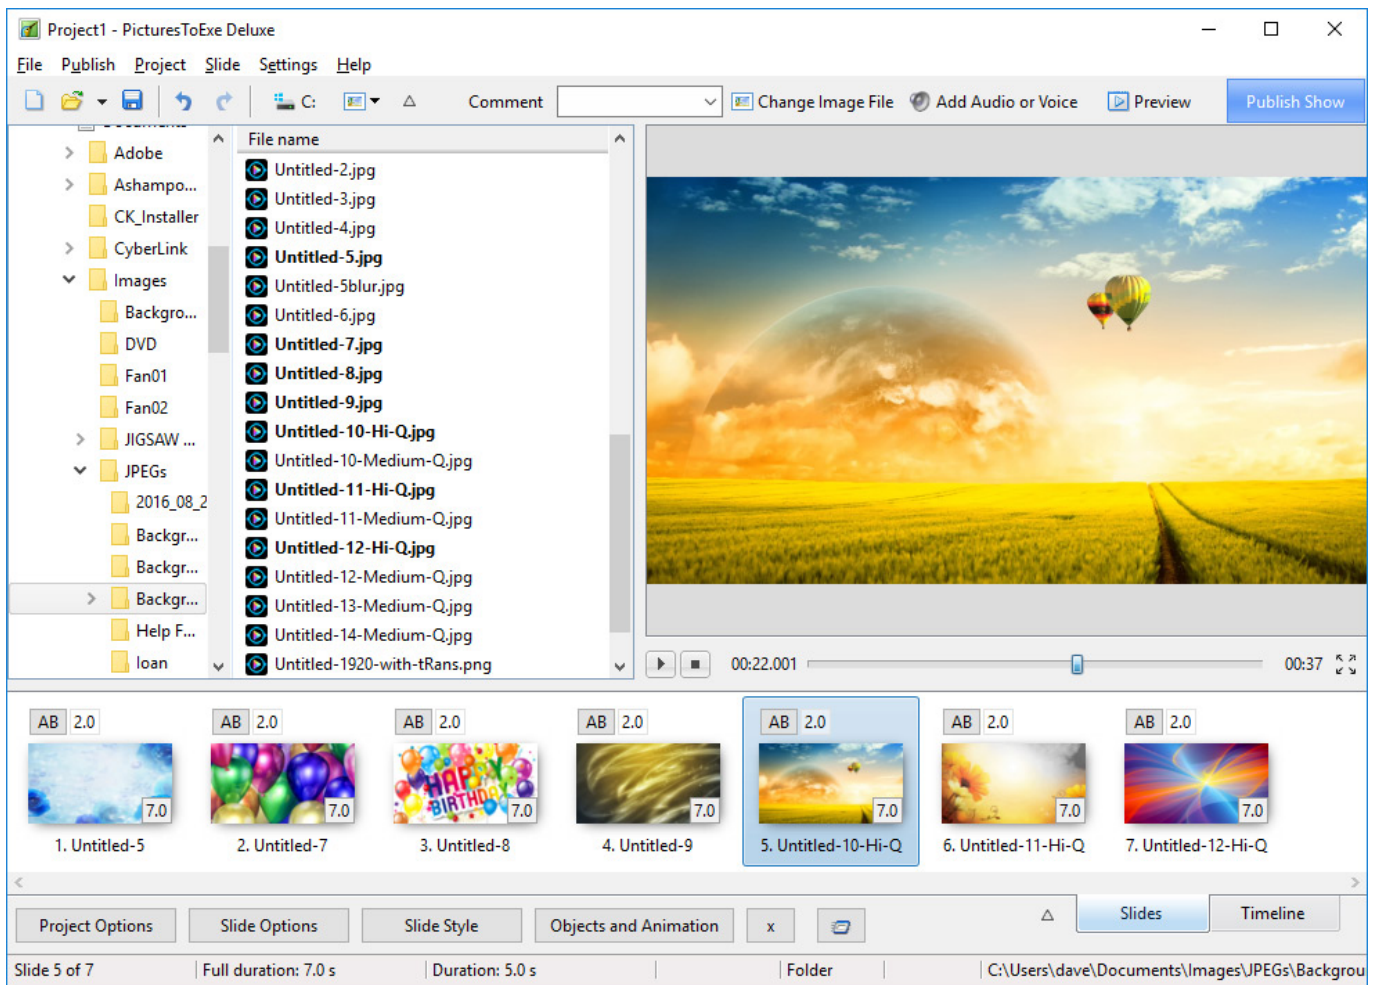 Project1 - PicturesToExe Deluxe
File Publish Project Slide Settings Help
C: Comment Change Image File Add Audio or Voice Preview Publish Show
Documents
Adobe
Ashampo...
CK_Installer
CyberLink
Images
Backgro...
DVD
Fan01
Fan02
JIGSAW ...
JPEGs
2016_08_2
Backgr...
Backgr...
Backgr...
Help F...
loan
File name
Untitled-2.jpg
Untitled-3.jpg
Untitled-4.jpg
Untitled-5.jpg
Untitled-5blur.jpg
Untitled-6.jpg
Untitled-7.jpg
Untitled-8.jpg
Untitled-9.jpg
Untitled-10-Hi-Q.jpg
Untitled-10-Medium-Q.jpg
Untitled-11-Hi-Q.jpg
Untitled-11-Medium-Q.jpg
Untitled-12-Hi-Q.jpg
Untitled-12-Medium-Q.jpg
Untitled-13-Medium-Q.jpg
Untitled-14-Medium-Q.jpg
Untitled-1920-with-tRans.png
00:22.001 00:37
AB 2.0 AB 2.0 AB 2.0 AB 2.0 AB 2.0 AB 2.0 AB 2.0
HAPPY
BIRTHDAY
7.0 7.0 7.0 7.0 7.0 7.0 7.0
1. Untitled-5 2. Untitled-7 3. Untitled-8 4. Untitled-9 5. Untitled-10-Hi-Q 6. Untitled-11-Hi-Q 7. Untitled-12-Hi-Q
Project Options Slide Options Slide Style Objects and Animation x Slides Timeline
Slide 5 of 7 Full duration: 7.0 s Duration: 5.0 s Folder C:\Users\dave\Documents\Images\JPEGs\Backgrou